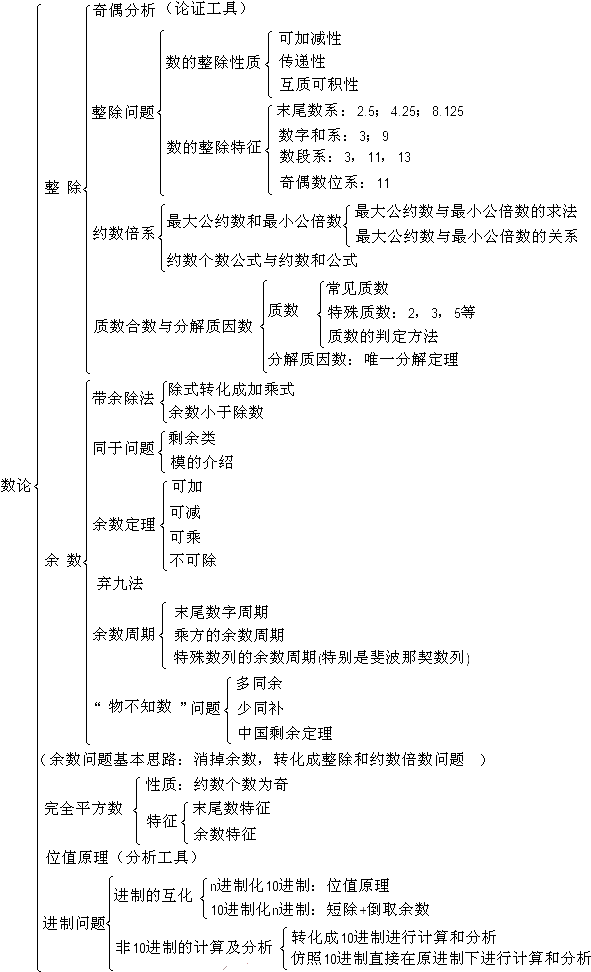 奇偶分析（论证工具）
可加减性
数的整除性质
传递性
互质可积性
整除问题
末尾数系：2.5；4.25；8.125
数字和系：3；9
数的整除特征
数段系：3，11，13
奇偶数位系：11
整 除
最大公约数与最小公倍数的求法
最大公约数和最小公倍数
约数倍系
最大公约数与最小公倍数的关系
约数个数公式与约数和公式
常见质数
质数
特殊质数：2，3，5等
质数合数与分解质因数
质数的判定方法
分解质因数：唯一分解定理
除式转化成加乘式
带余除法
余数小于除数
剩余类
同于问题
模的介绍
数论
可加
可减
余数定理
可乘
不可除
余 数
弃九法
末尾数字周期
余数周期
乘方的余数周期
特殊数列的余数周期(特别是斐波那契数列)
多同余
“ 物不知数 ”问题
少同补
中国剩余定理
（余数问题基本思路：消掉余数，转化成整除和约数倍数问题 ）
性质：约数个数为奇
完全平方数
末尾数特征
特征
余数特征
位值原理（分析工具）
n进制化10进制：位值原理
进制的互化
10进制化n进制：短除+倒取余数
进制问题
转化成10进制进行计算和分析
非10进制的计算及分析
仿照10进制直接在原进制下进行计算和分析